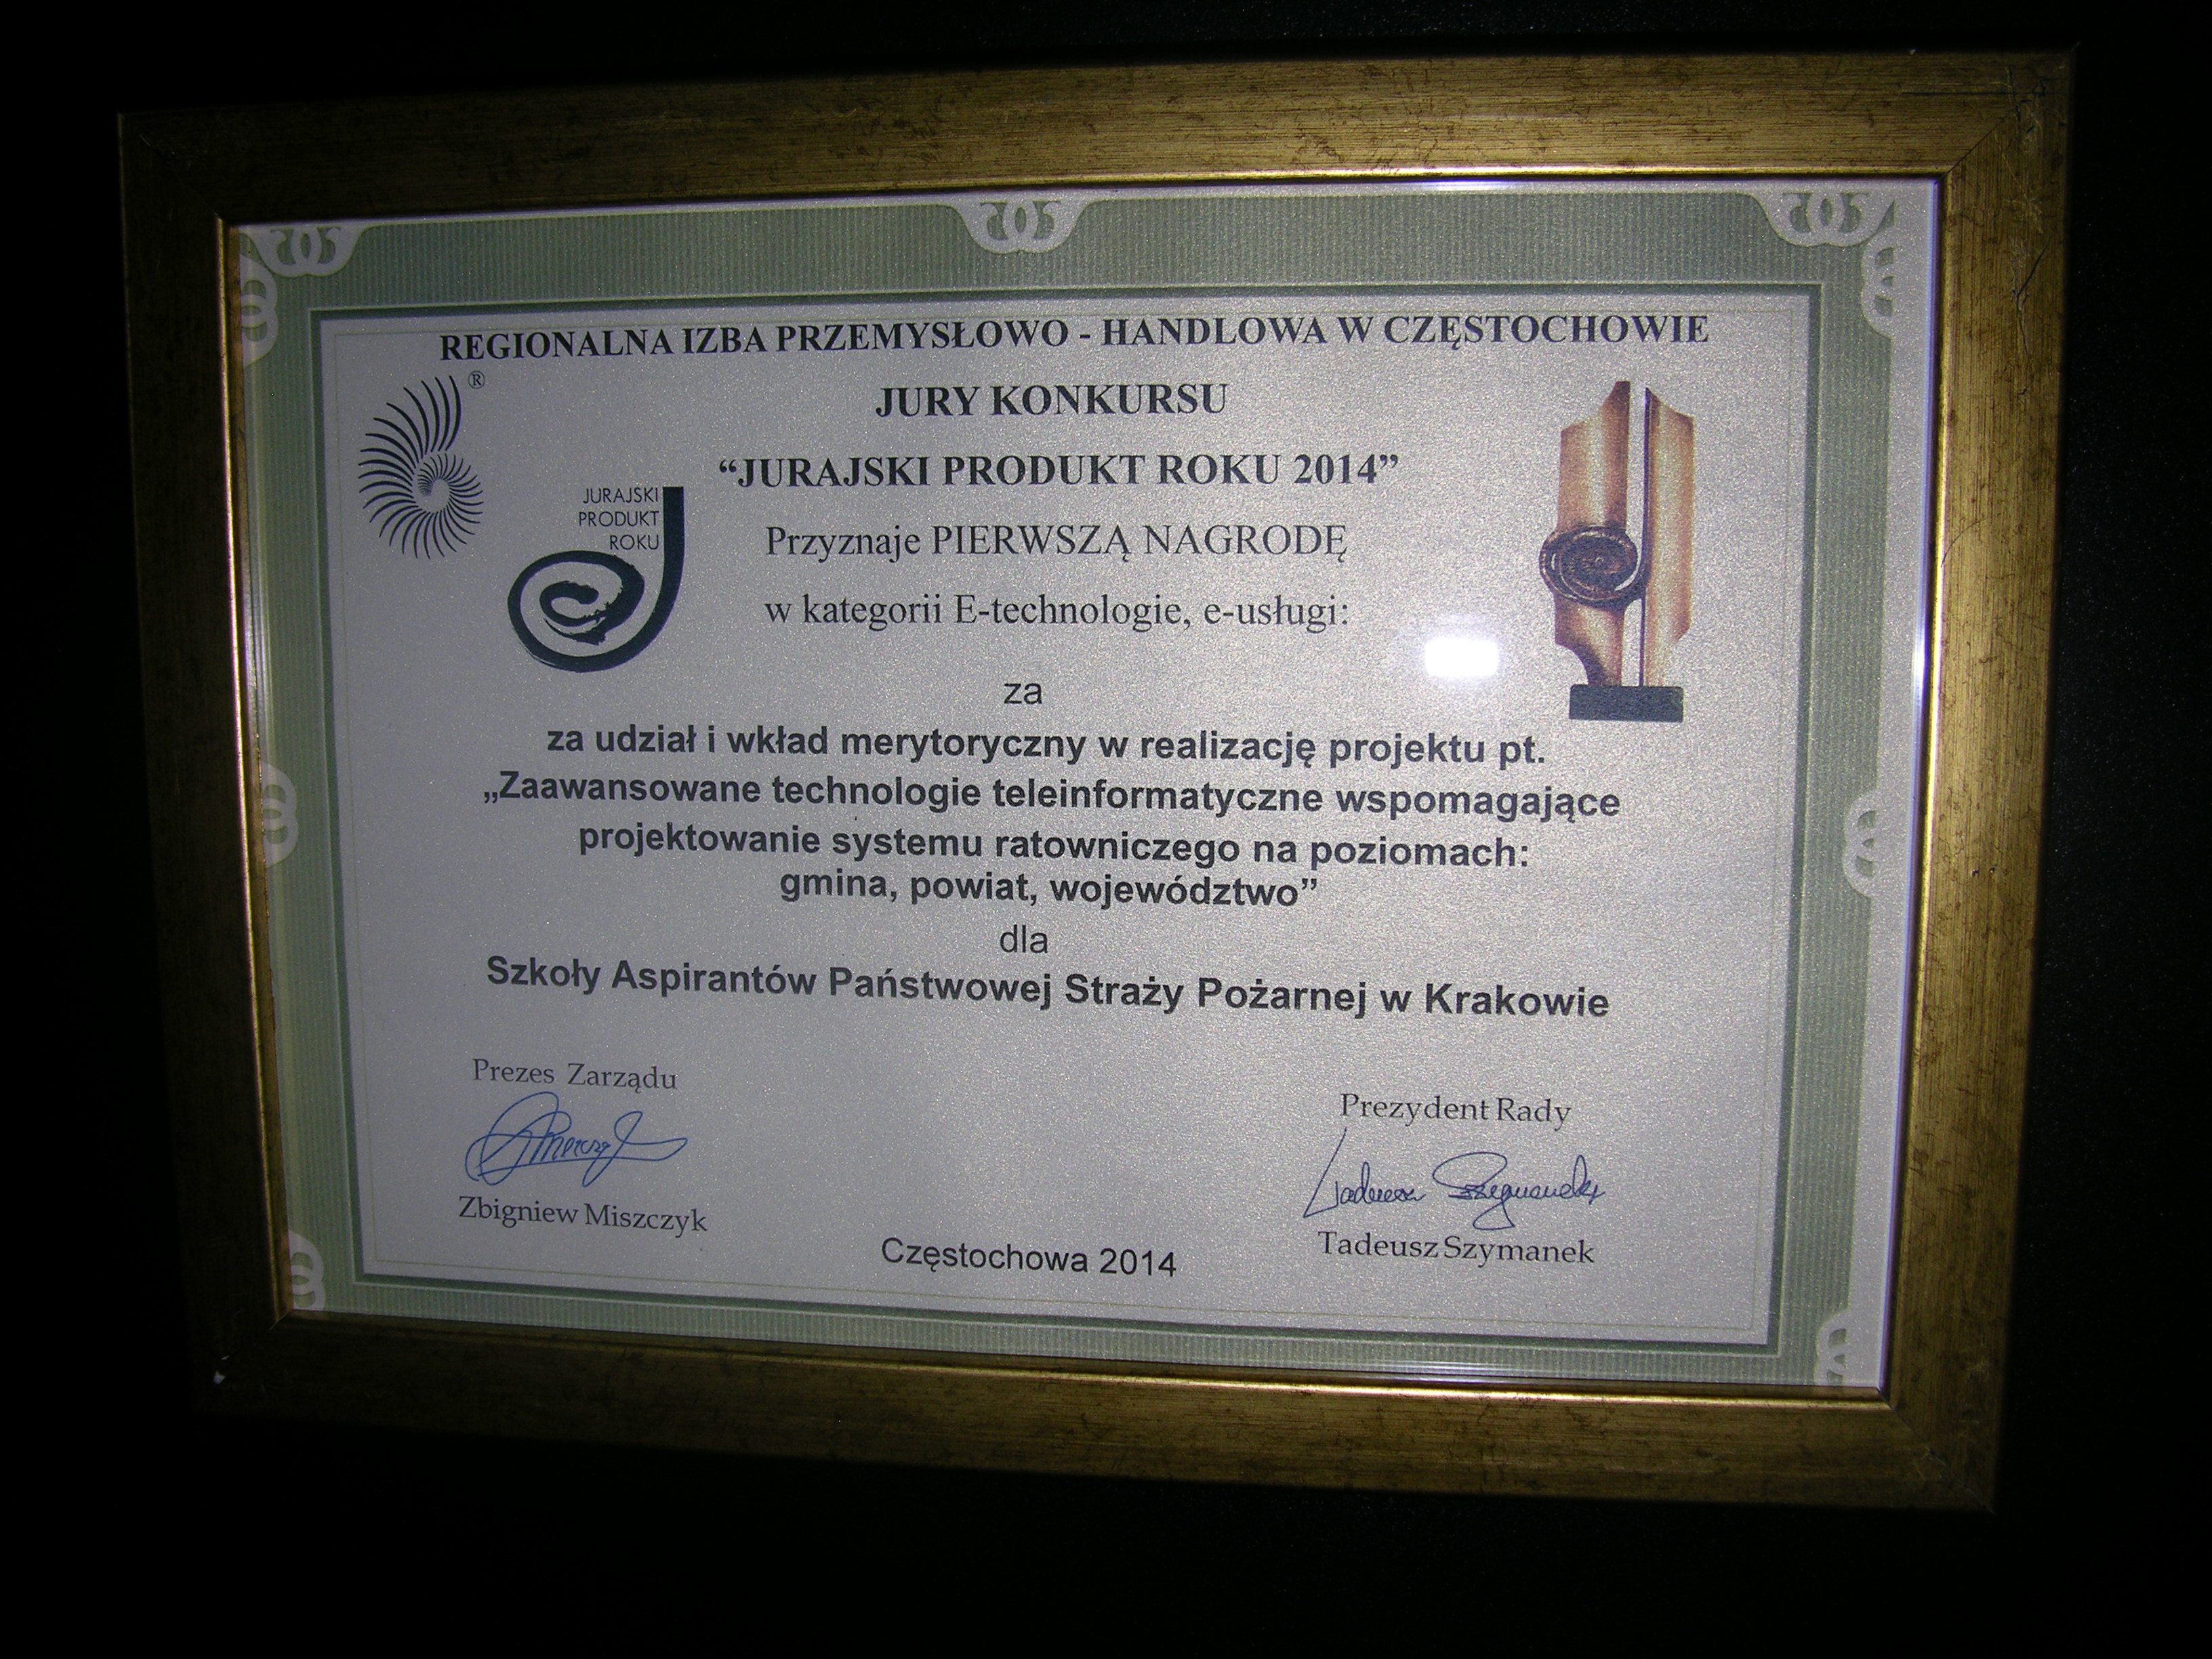 REGIONALNA IZBA PRZEMYSŁOWO - HANDLOWA W CZĘSTOCHOWIE
®
JURY KONKURSU
“JURAJSKI PRODUKT ROKU 2014”
JURAJSKI
PRODUKT
ROKU
Przyznaje PIERWSZĄ NAGRODĘ
w kategorii E-technologie, e-usługi:
za
za udział i wkład merytoryczny w realizację projektu pt.
„Zaawansowane technologie teleinformatyczne wspomagające
projektowanie systemu ratowniczego na poziomach:
gmina, powiat, województwo”
dla
Szkoły Aspirantów Państwowej Straży Pożarnej w Krakowie
Prezes Zarządu
Zbigniew Miszczyk
Prezydent Rady
Tadeusz Szymanek
Częstochowa 2014